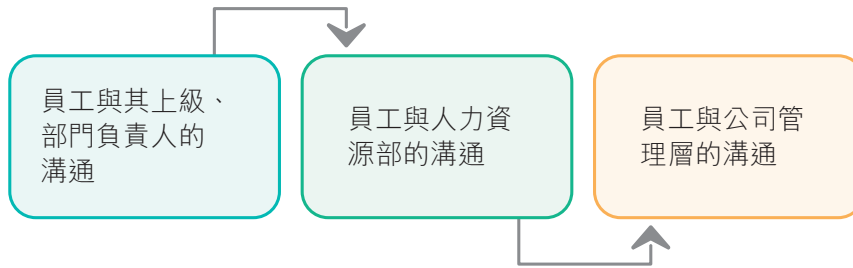 員工與其上級、
部門負責人的
溝通
員工與人力資
源部的溝通
員工與公司管
理層的溝通